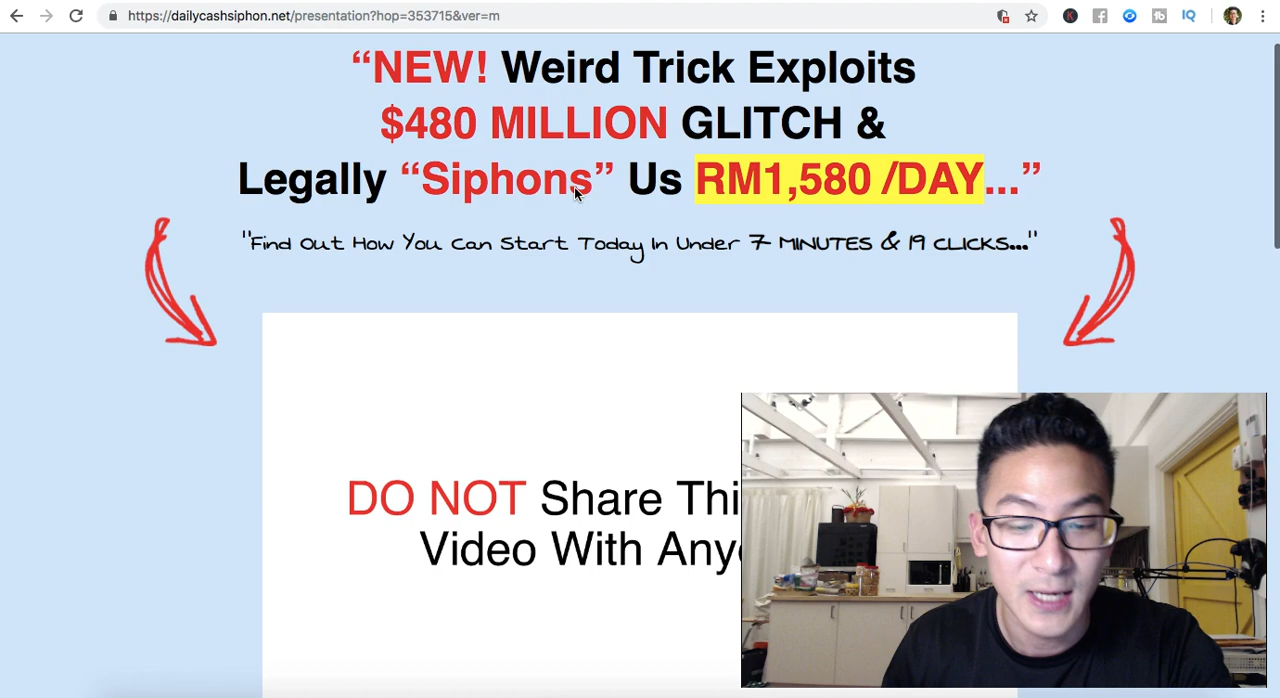 https://dailycashsiphon.net/presentation?hop=353715&ver=m
“NEW! Weird Trick Exploits
$480 MILLION GLITCH &
Legally “Siphons” Us RM1,580 /DAY...”
"Find Out How You Can Start Today In Under 7 MINUTES & 19 CLICKS..."
DO NOT Share Thi
Video With Any